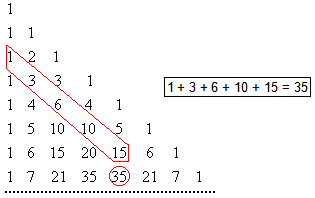 1
1 1
1 2 1
1 3 3 1
1 4 6 4 1
1 5 10 10 5 1
1 6 15 20 15 6 1
1 7 21 35 35 21 7 1
1 + 3 + 6 + 10 + 15 = 35